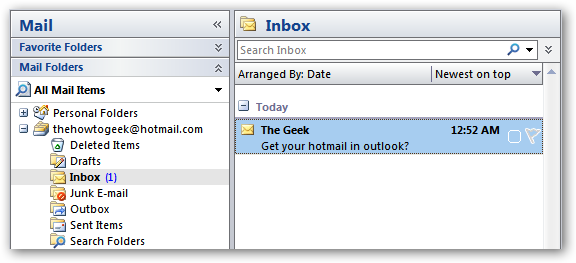 Mail «
Favorite Folders
Mail Folders
All Mail Items
Personal Folders
thehowtogeek@hotmail.com
Deleted Items
Drafts
Inbox (1)
Junk E-mail
Outbox
Sent Items
Search Folders
Inbox
Search Inbox
Arranged By: Date Newest on top
Today
The Geek 12:52 AM
Get your hotmail in outlook?